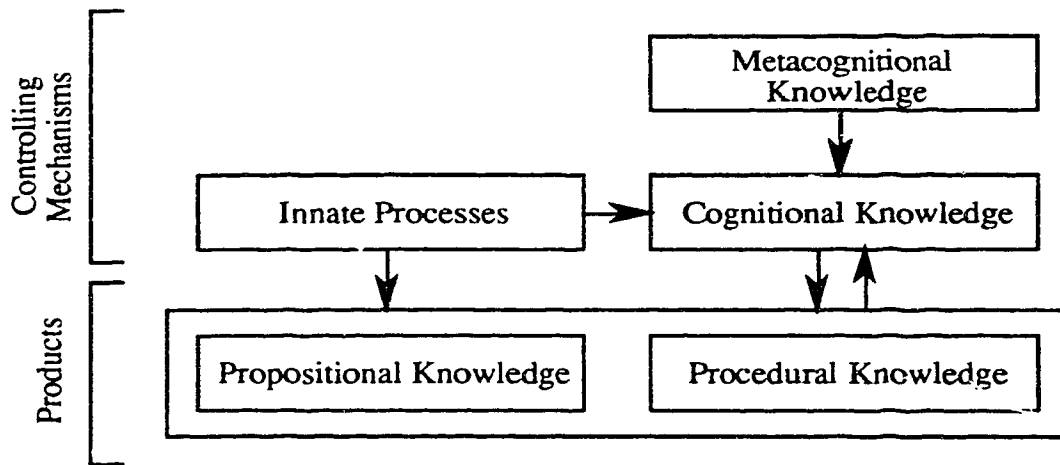 Controlling
Mechanisms
Metacognitional
Knowledge
Innate Processes
Cognitional Knowledge
Products
Propositional Knowledge
Procedural Knowledge